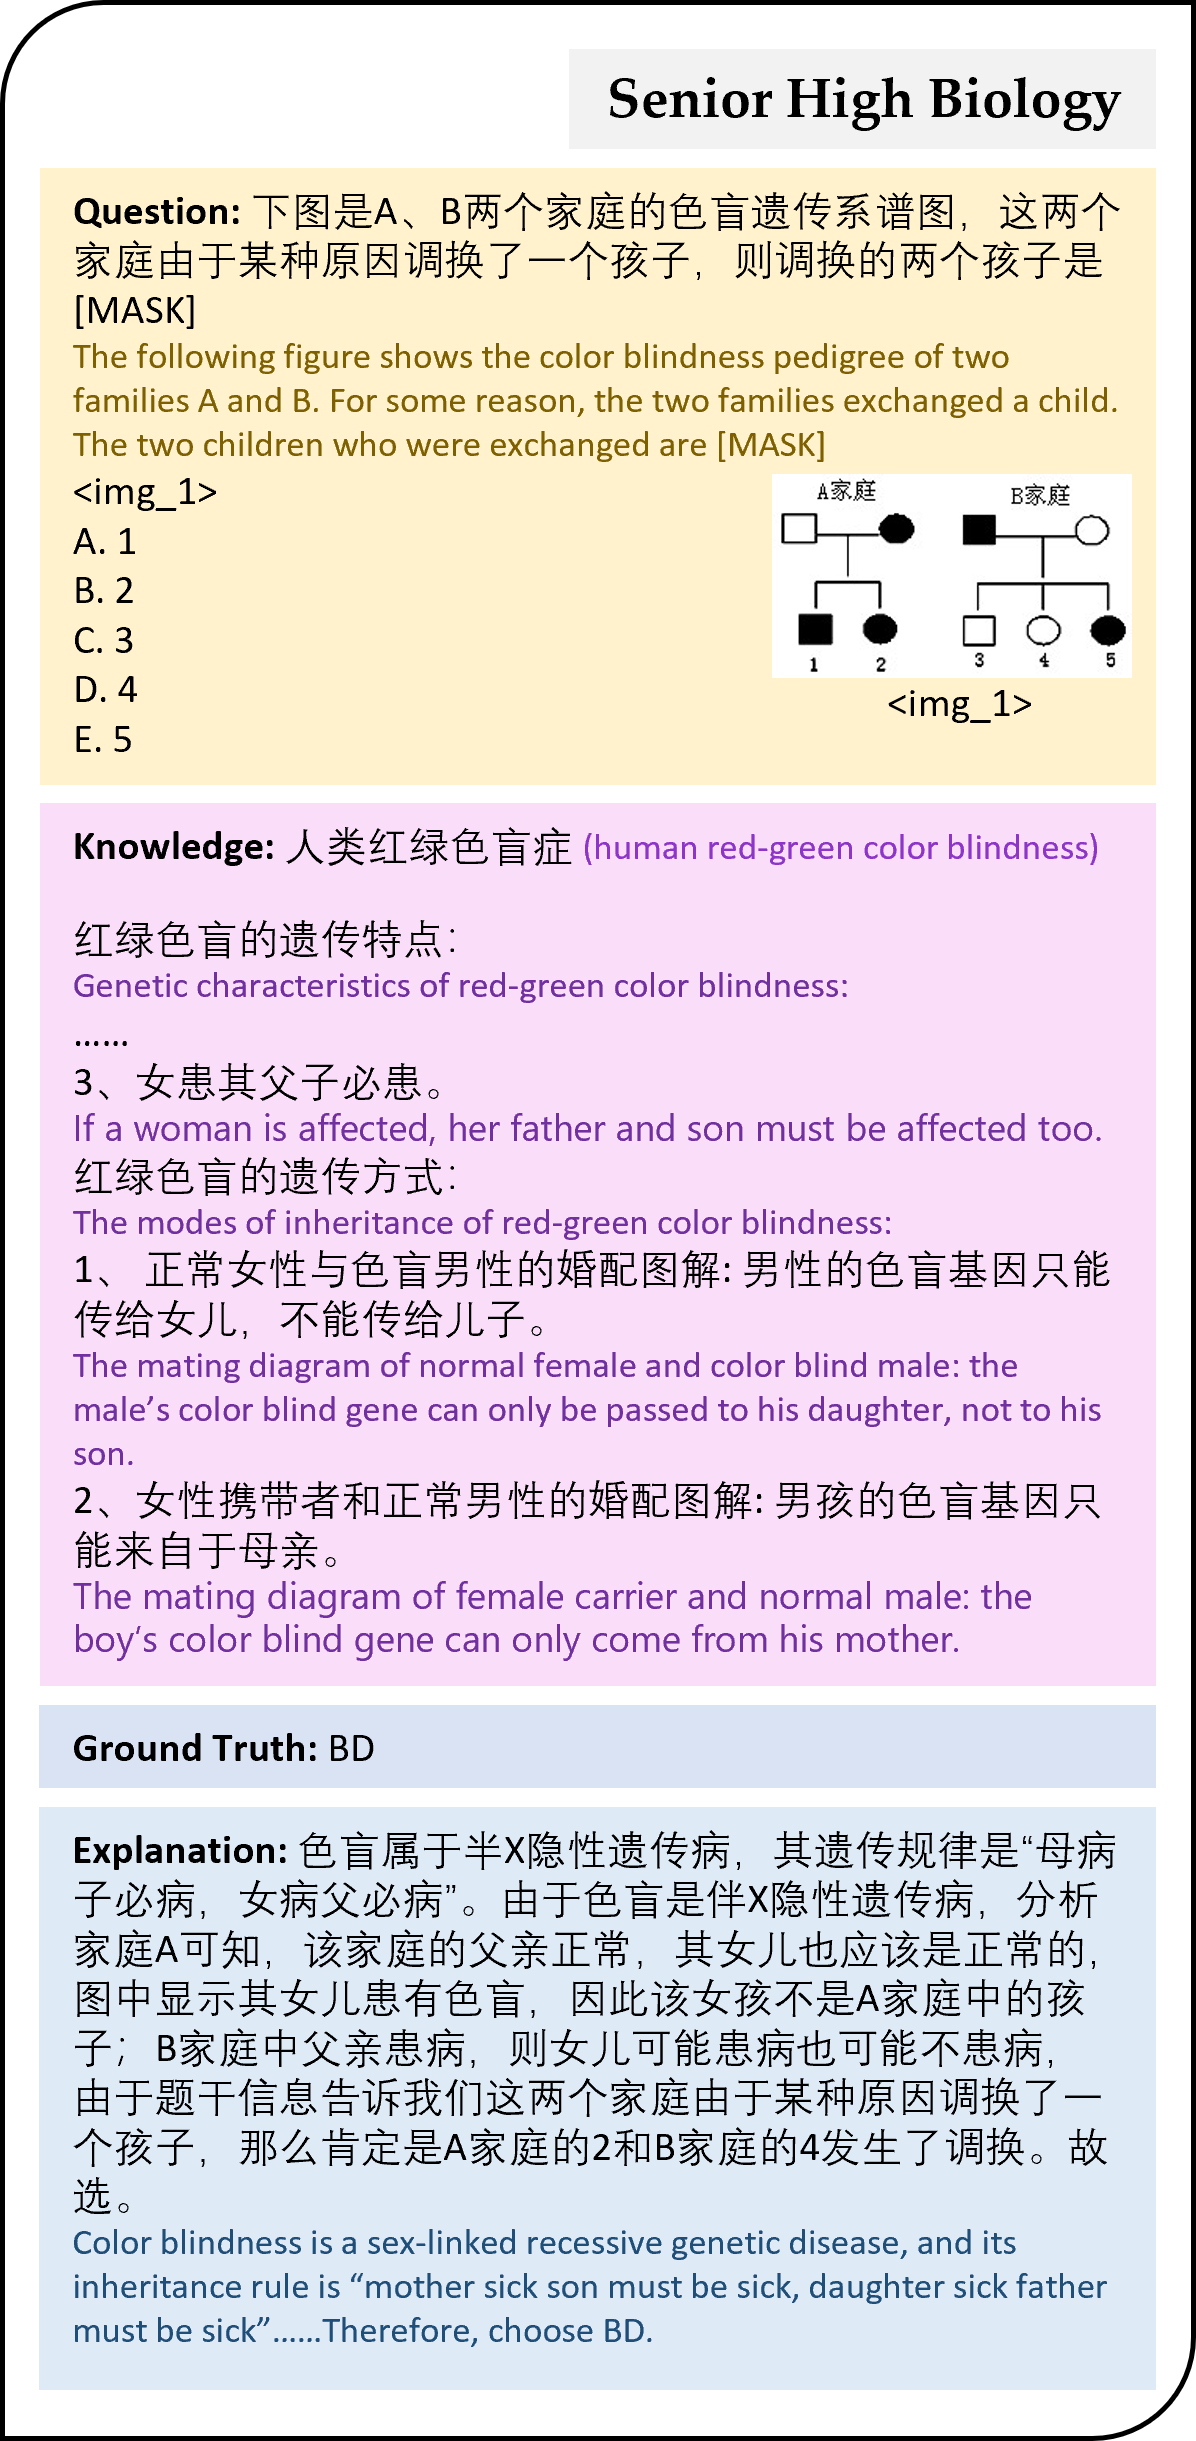 Senior High Biology
Question: 下图是A、B两个家庭的色盲遗传系谱图，这两个
家庭由于某种原因调换了一个孩子，则调换的两个孩子是
[MASK]
The following figure shows the color blindness pedigree of two
families A and B. For some reason, the two families exchanged a child.
The two children who were exchanged are [MASK]
<img_1>
A. 1
B. 2
C. 3
D. 4
E. 5
A家庭 B家庭
1 2 3 4 5
<img_1>
Knowledge: 人类红绿色盲症 (human red-green color blindness)
红绿色盲的遗传特点：
Genetic characteristics of red-green color blindness:
……
3、女患其父子必患。
If a woman is affected, her father and son must be affected too.
红绿色盲的遗传方式：
The modes of inheritance of red-green color blindness:
1、 正常女性与色盲男性的婚配图解: 男性的色盲基因只能
传给女儿，不能传给儿子。
The mating diagram of normal female and color blind male: the
male’s color blind gene can only be passed to his daughter, not to his
son.
2、女性携带者和正常男性的婚配图解: 男孩的色盲基因只
能来自于母亲。
The mating diagram of female carrier and normal male: the
boy‘s color blind gene can only come from his mother.
Ground Truth: BD
Explanation: 色盲属于半X隐性遗传病，其遗传规律是“母病
子必病，女病父必病”。由于色盲是伴X隐性遗传病，分析
家庭A可知，该家庭的父亲正常，其女儿也应该是正常的，
图中显示其女儿患有色盲，因此该女孩不是A家庭中的孩
子；B家庭中父亲患病，则女儿可能患病也可能不患病，
由于题干信息告诉我们这两个家庭由于某种原因调换了一
个孩子，那么肯定是A家庭的2和B家庭的4发生了调换。故
选。
Color blindness is a sex-linked recessive genetic disease, and its
inheritance rule is “mother sick son must be sick, daughter sick father
must be sick”……Therefore, choose BD.